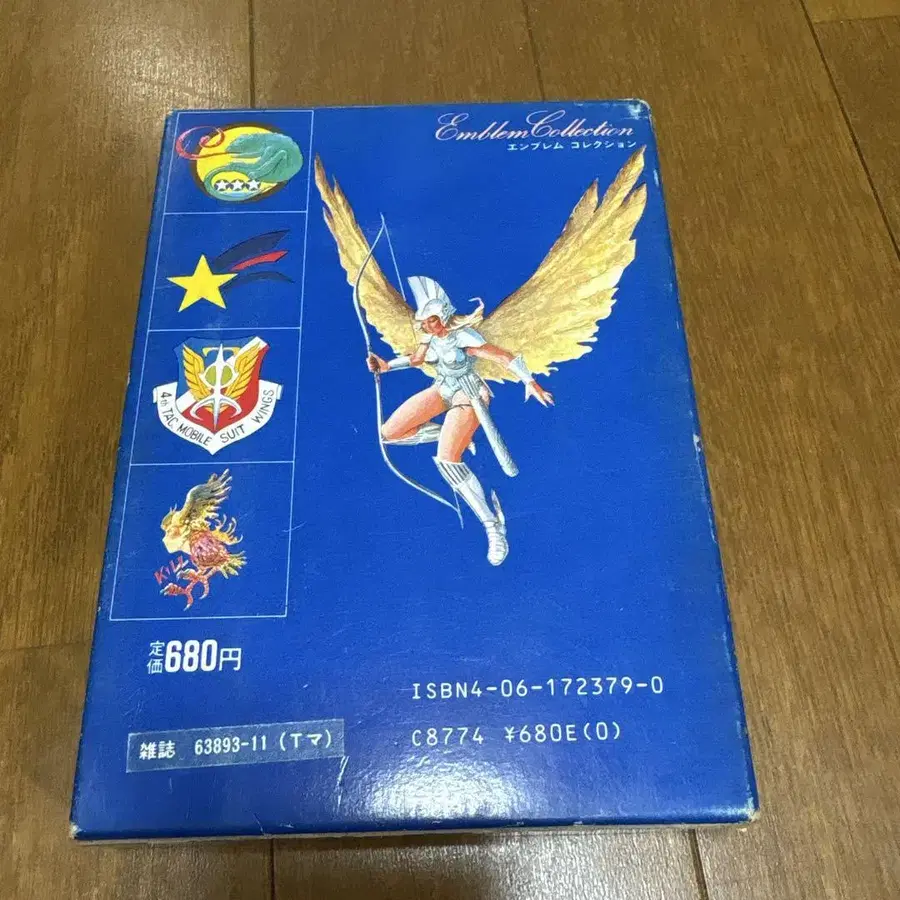 Emblem Collection
エンブレム コレクション
4th TAC MOBILE SUIT WINGS
KILL
定価680円
ISBN4-06-172379-0
雑誌 63893-11(Tマ)
C8774 ¥680E(0)